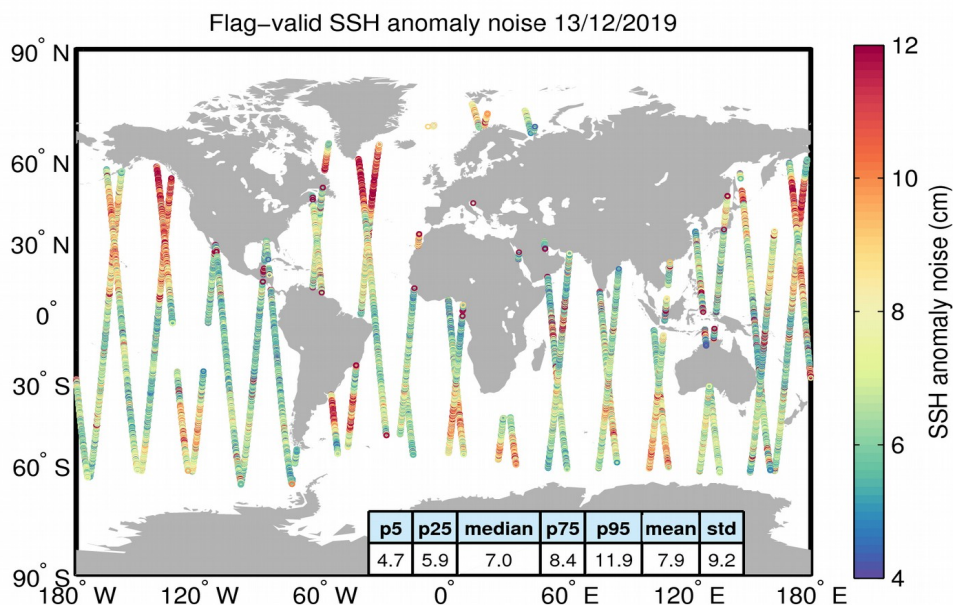 Flag−valid SSH anomaly noise 13/12/2019
90° N
60° N
30° N
0°
30° S
60° S
90° S
180° W
120° W
60° W
0°
60° E
120° E
180° E
p5 p25 median p75 p95 mean std
4.7 5.9 7.0 8.4 11.9 7.9 9.2
12
10
8
6
4
SSH anomaly noise (cm)